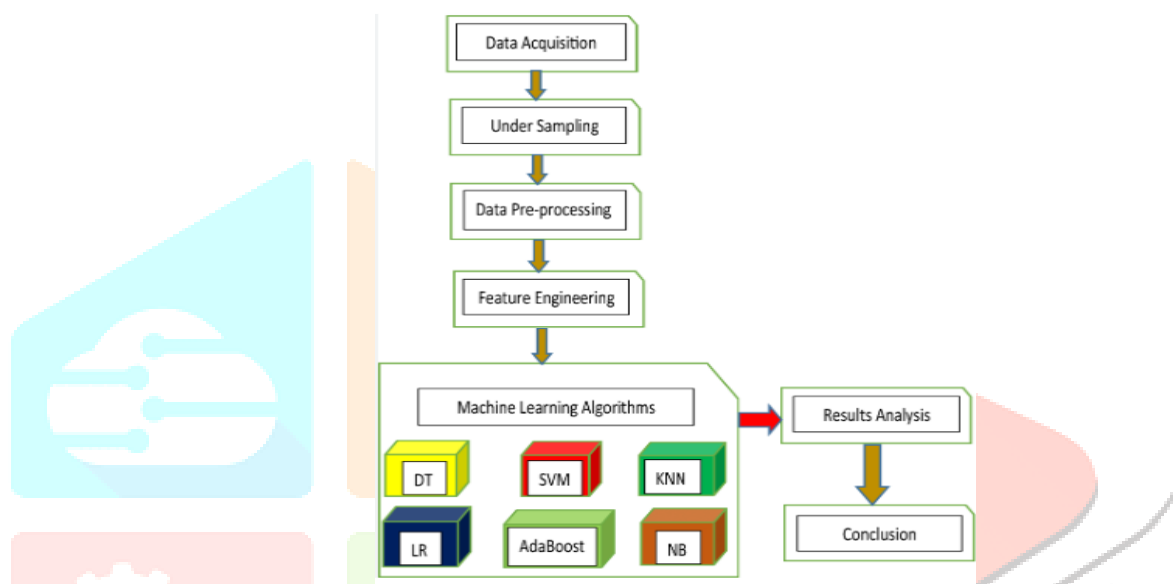 Data Acquisition
Under Sampling
Data Pre-processing
Feature Engineering
Machine Learning Algorithms
DT
SVM
KNN
LR
AdaBoost
NB
Results Analysis
Conclusion